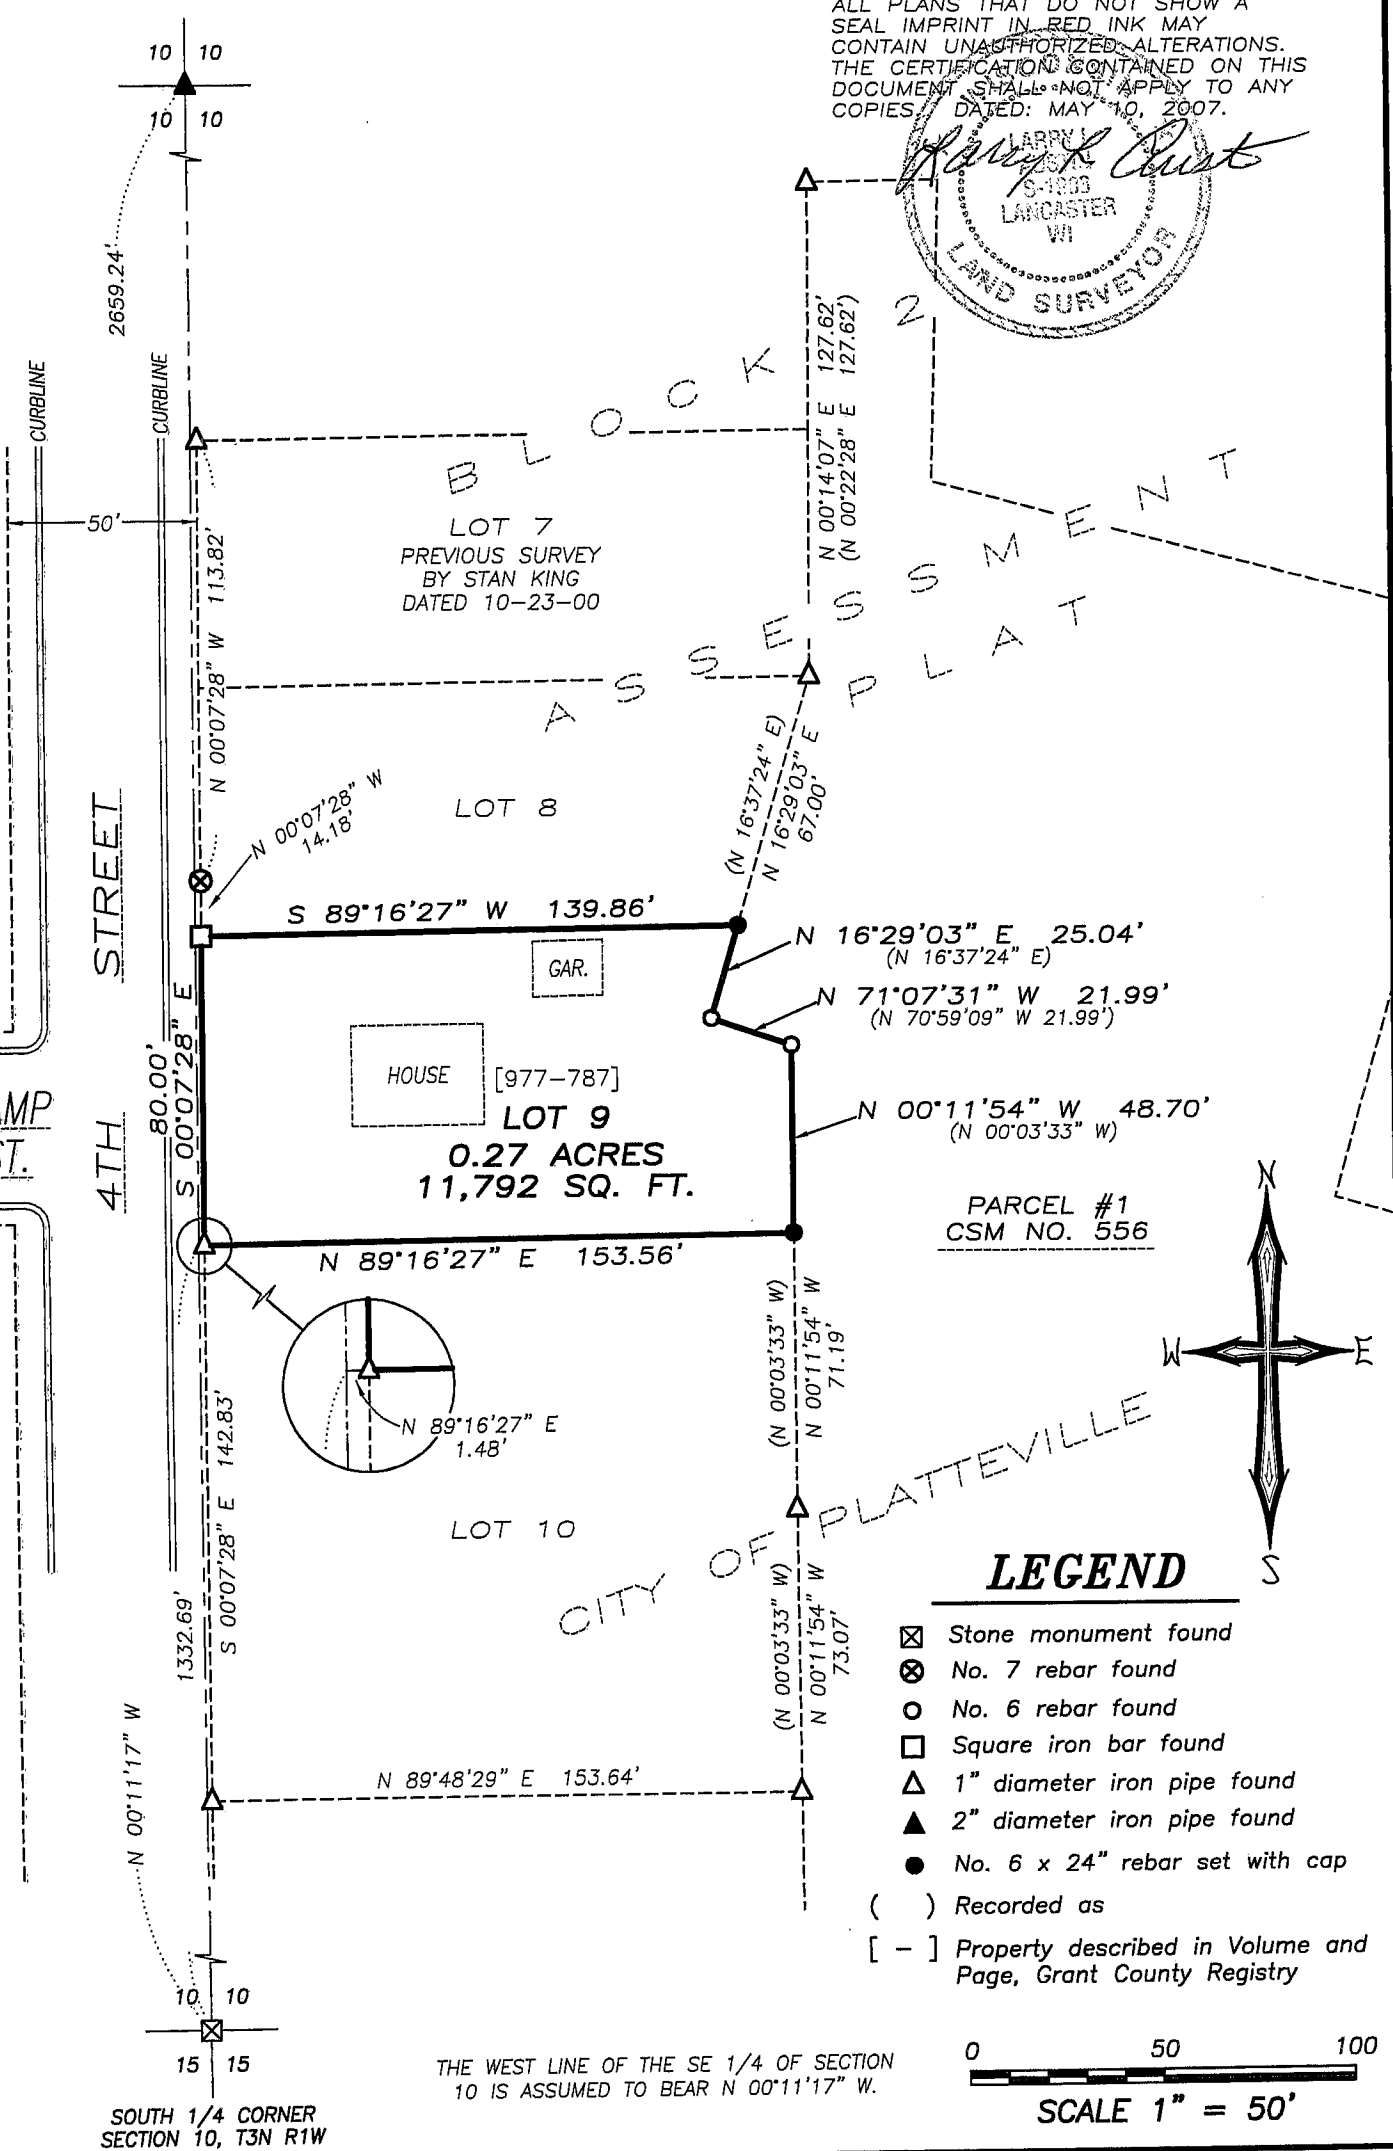 ALL PLANS THAT DO NOT SHOW A
SEAL IMPRINT IN RED INK MAY
CONTAIN UNAUTHORIZED ALTERATIONS.
THE CERTIFICATION CONTAINED ON THIS
DOCUMENT SHALL NOT APPLY TO ANY
COPIES. DATED: MAY 10, 2007.
LARRY L.
LANCASTER
WI
LAND SURVEYOR
10 10
10 10
2659.24'
CURBLINE
CURBLINE
50'
N 00°07'28" W 113.82'
BLOCK 2
N 00°14'07" E 127.62'
(N 00°22'28" E 127.62')
LOT 7
PREVIOUS SURVEY
BY STAN KING
DATED 10-23-00
ASSESSMENT
PLAT
(N 16°37'24" E)
N 16°29'03" E
67.00'
LOT 8
N 00°07'28" W
14.18'
4TH STREET
S 89°16'27" W 139.86'
N 16°29'03" E 25.04'
(N 16°37'24" E)
GAR.
N 71°07'31" W 21.99'
(N 70°59'09" W 21.99')
80.00'
S 00°07'28" E
HOUSE
[977-787]
LOT 9
0.27 ACRES
11,792 SQ. FT.
N 00°11'54" W 48.70'
(N 00°03'33" W)
AMP
ST.
PARCEL #1
CSM NO. 556
N 89°16'27" E 153.56'
N
W
E
S
(N 00°03'33" W)
N 00°11'54" W
71.19'
N 89°16'27" E
1.48'
S 00°07'28" E 142.83'
1332.69'
LOT 10
CITY OF PLATTEVILLE
(N 00°03'33" W)
N 00°11'54" W
73.07'
N 00°11'17" W
N 89°48'29" E 153.64'
LEGEND
Stone monument found
No. 7 rebar found
No. 6 rebar found
Square iron bar found
1" diameter iron pipe found
2" diameter iron pipe found
No. 6 x 24" rebar set with cap
( ) Recorded as
[ - ] Property described in Volume and
Page, Grant County Registry
10 10
15 15
SOUTH 1/4 CORNER
SECTION 10, T3N R1W
THE WEST LINE OF THE SE 1/4 OF SECTION
10 IS ASSUMED TO BEAR N 00°11'17" W.
0 50 100
SCALE 1" = 50'